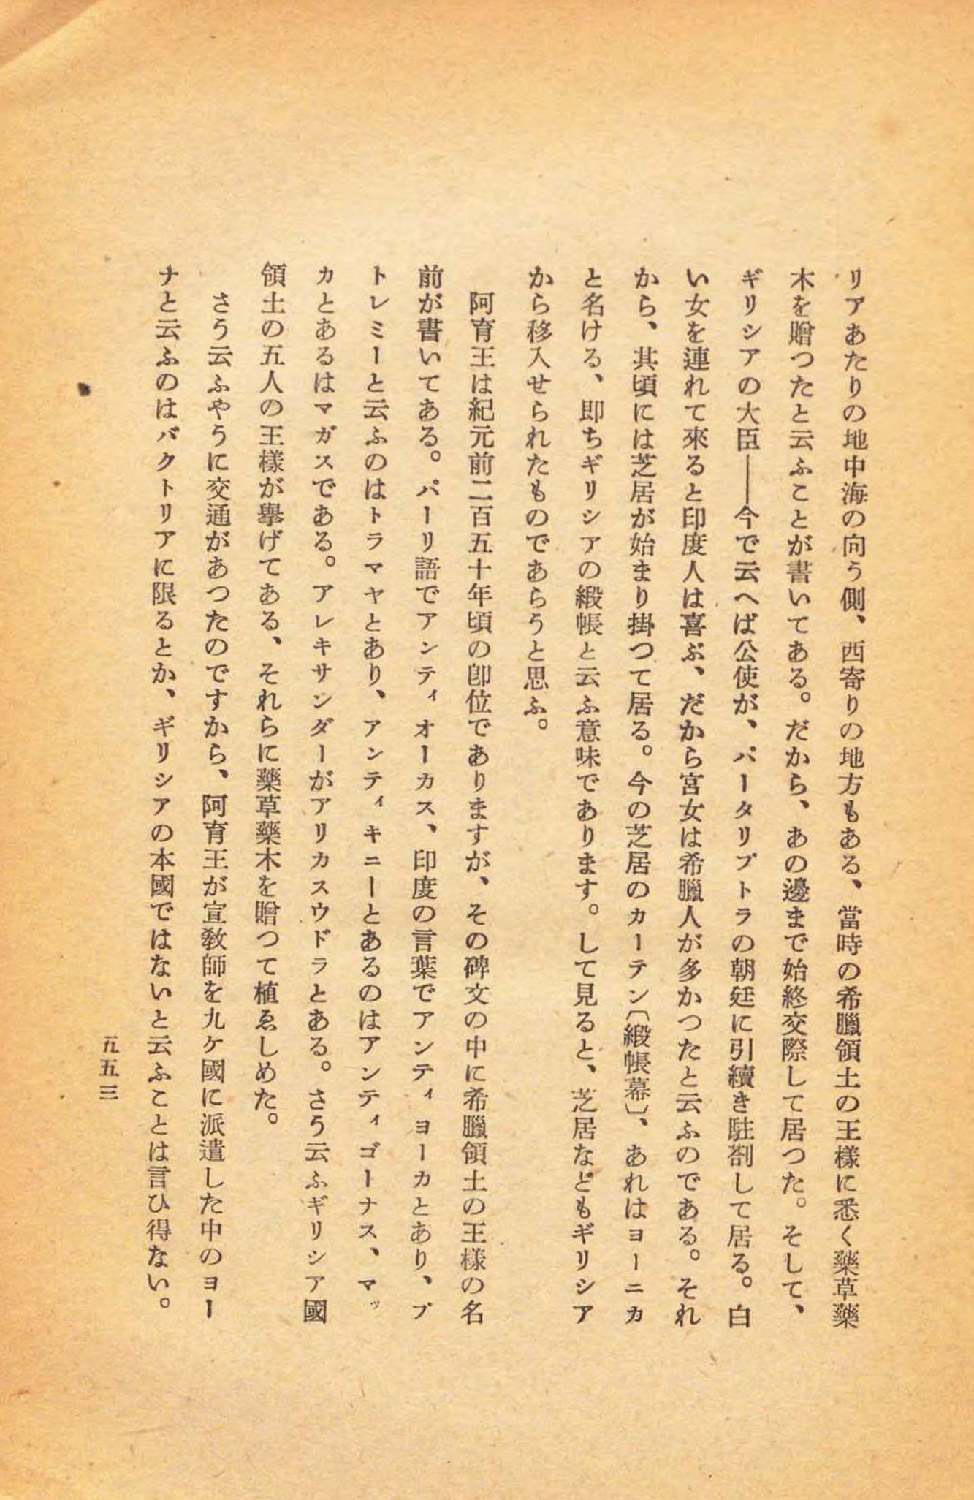 リアあたりの地中海の向う側、西寄りの地方もある、當時の希臘領土の王樣に悉く藥草藥
木を贈つたと云ふことが書いてある。だから、あの邊まで始終交際して居つた。そして、
ギリシアの大臣――今で云へば公使が、パータリプトラの朝廷に引續き駐剳して居る。白
い女を連れて來ると印度人は喜ぶ、だから宮女は希臘人が多かつたと云ふのである。それ
から、其頃には芝居が始まり掛つて居る。今の芝居のカーテン〔緞帳幕〕、あれはヨーニカ
と名ける、即ちギリシアの緞帳と云ふ意味であります。して見ると、芝居などもギリシア
から移入せられたものであらうと思ふ。
阿育王は紀元前二百五十年頃の卽位でありますが、その碑文の中に希臘領土の王樣の名
前が書いてある。パーリ語でアンティオーカス、印度の言葉でアンティヨーカとあり、プ
トレミーと云ふのはトラマヤとあり、アンティキニーとあるのはアンティゴーナス、マッ
カとあるはマガスである。アレキサンダーがアリカスウドラとある。さう云ふギリシア國
領土の五人の王樣が擧げてある、それらに藥草藥木を贈つて植ゑしめた。
さう云ふやうに交通があつたのですから、阿育王が宣敎師を九ケ國に派遣した中のヨー
ナと云ふのはバクトリアに限るとか、ギリシアの本國ではないと云ふことは言ひ得ない。
五五三